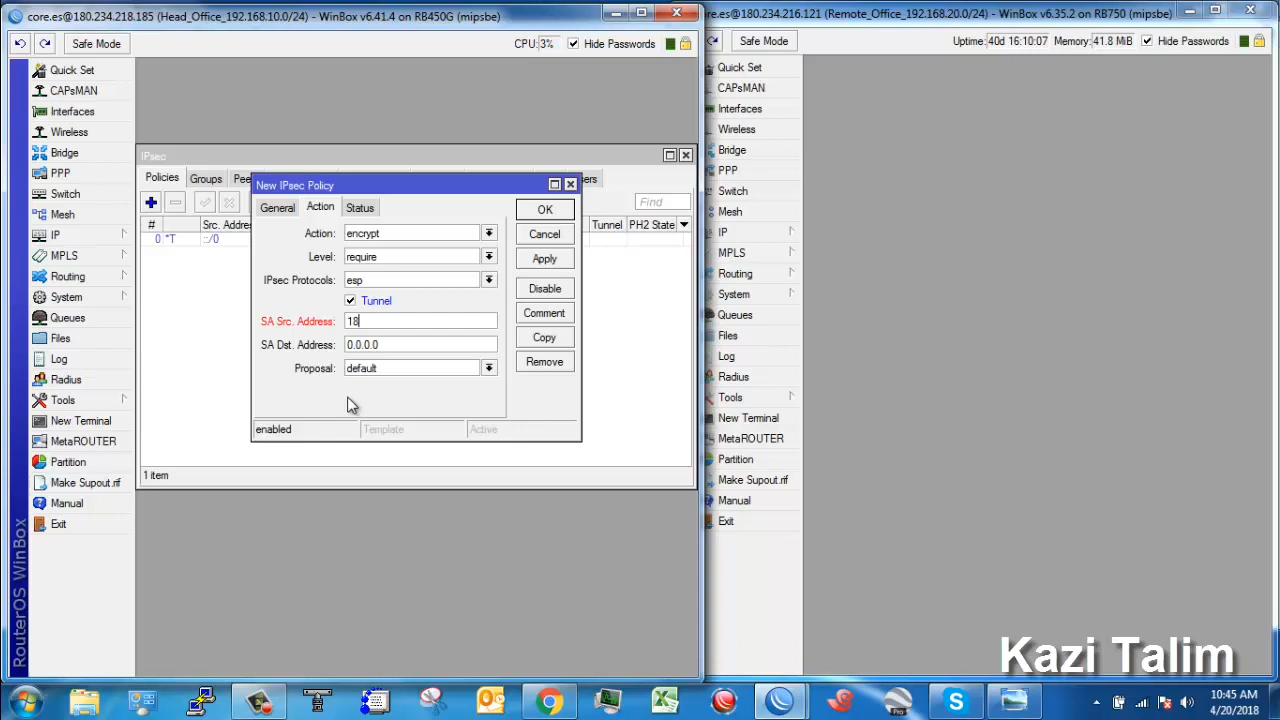 core.es@180.234.218.185 (Head_Office_192.168.10.0/24) - WinBox v6.41.4 on RB450G (mipsbe)
Safe Mode
CPU: 3%
Hide Passwords
Quick Set
CAPsMAN
Interfaces
Wireless
Bridge
PPP
Switch
Mesh
IP
MPLS
Routing
System
Queues
Files
Log
Radius
Tools
New Terminal
MetaROUTER
Partition
Make Supout.rif
Manual
Exit
RouterOS WinBox
IPsec
Policies
Groups
Find
#
Src. Addre
Tunnel
PH2 State
0 *T
::/0
1 item
New IPsec Policy
General
Action
Status
Action:
encrypt
Level:
require
IPsec Protocols:
esp
Tunnel
SA Src. Address:
18
SA Dst. Address:
0.0.0.0
Proposal:
default
OK
Cancel
Apply
Disable
Comment
Copy
Remove
enabled
Template
Active
ore.es@180.234.216.121 (Remote_Office_192.168.20.0/24) - WinBox v6.35.2 on RB750 (mipsbe)
Safe Mode
Uptime: 40d 16:10:07
Memory: 41.8 MiB
Hide Passwords
Quick Set
CAPsMAN
Interfaces
Wireless
Bridge
PPP
Switch
Mesh
IP
MPLS
Routing
System
Queues
Files
Log
Radius
Tools
New Terminal
MetaROUTER
Partition
Make Supout.rif
Manual
Exit
Kazi Talim
10:45 AM
4/20/2018